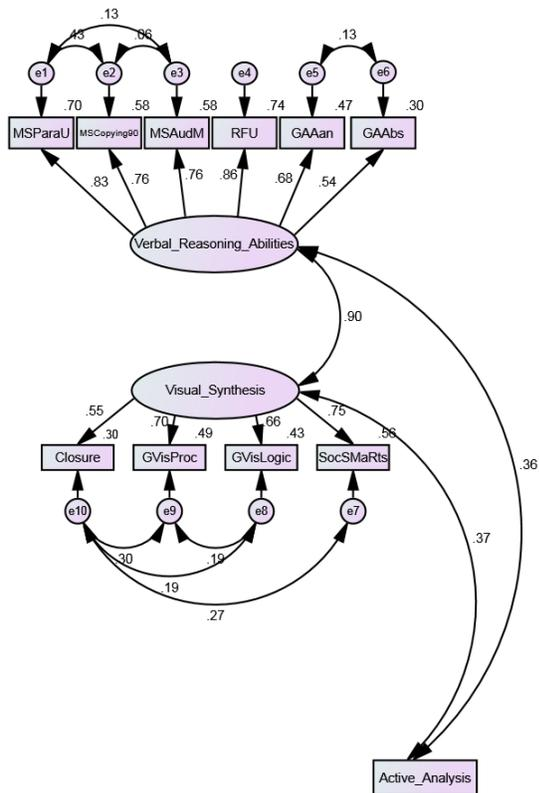 .13
.43 .06 .13
e1 e2 e3 e4 e5 e6
.70 .58 .58 .74 .47 .30
MSParaU MSCopying90 MSAudM RFU GAAan GAAbs
.83 .76 .76 .86 .68 .54
Verbal_Reasoning_Abilities
.90
Visual_Synthesis
.55 .70 .66 .75
.30 .49 .43 .56
Closure GVisProc GVisLogic SocSMaRts
.36
e10 e9 e8 e7
.37
.30 .19
.19
.27
Active_Analysis